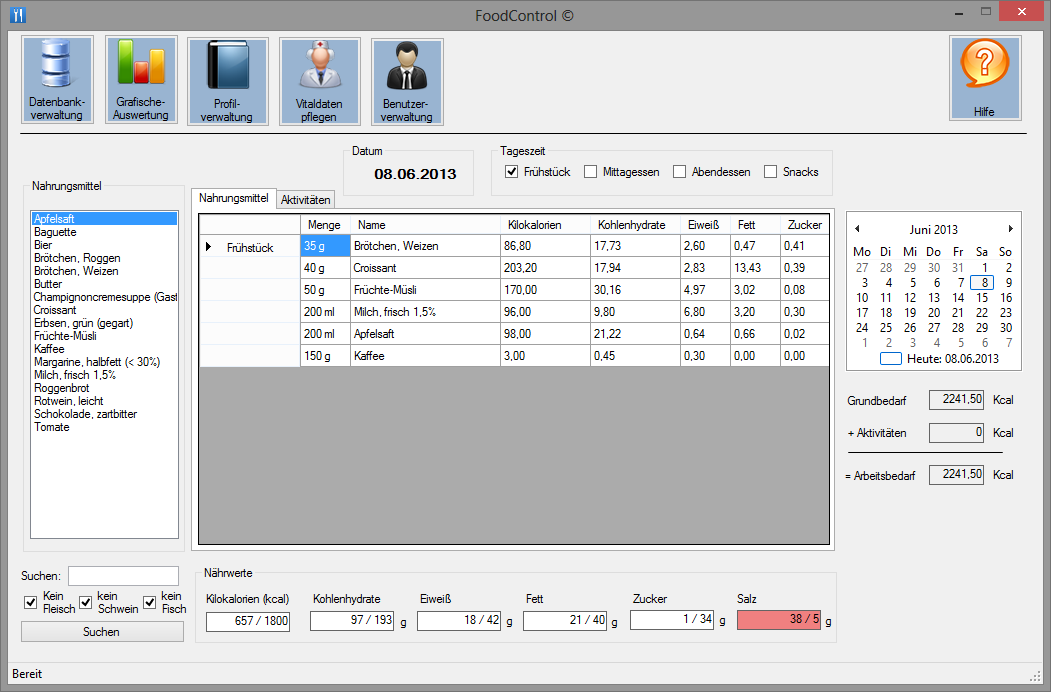 FoodControl ©
Datenbank-
verwaltung
Grafische-
Auswertung
Profil-
verwaltung
Vitaldaten
pflegen
Benutzer-
verwaltung
Hilfe
Datum
08.06.2013
Tageszeit
Frühstück Mittagessen Abendessen Snacks
Nahrungsmittel
Apfelsaft
Baguette
Bier
Brötchen, Roggen
Brötchen, Weizen
Butter
Champignoncremesuppe (Gast
Croissant
Erbsen, grün (gegart)
Früchte-Müsli
Kaffee
Margarine, halbfett (< 30%)
Milch, frisch 1,5%
Roggenbrot
Rotwein, leicht
Schokolade, zartbitter
Tomate
Nahrungsmittel Aktivitäten
Menge Name Kilokalorien Kohlenhydrate Eiweiß Fett Zucker
Frühstück 35 g Brötchen, Weizen 86,80 17,73 2,60 0,47 0,41
40 g Croissant 203,20 17,94 2,83 13,43 0,39
50 g Früchte-Müsli 170,00 30,16 4,97 3,02 0,08
200 ml Milch, frisch 1,5% 96,00 9,80 6,80 3,20 0,30
200 ml Apfelsaft 98,00 21,22 0,64 0,66 0,02
150 g Kaffee 3,00 0,45 0,30 0,00 0,00
Juni 2013
Mo Di Mi Do Fr Sa So
27 28 29 30 31 1 2
3 4 5 6 7 8 9
10 11 12 13 14 15 16
17 18 19 20 21 22 23
24 25 26 27 28 29 30
1 2 3 4 5 6 7
Heute: 08.06.2013
Grundbedarf 2241,50 Kcal
+ Aktivitäten 0 Kcal
= Arbeitsbedarf 2241,50 Kcal
Suchen:
Kein
Fleisch
kein
Schwein
kein
Fisch
Suchen
Nährwerte
Kilokalorien (kcal) Kohlenhydrate Eiweiß Fett Zucker Salz
657 / 1800 97 / 193 g 18 / 42 g 21 / 40 g 1 / 34 g 38 / 5 g
Bereit